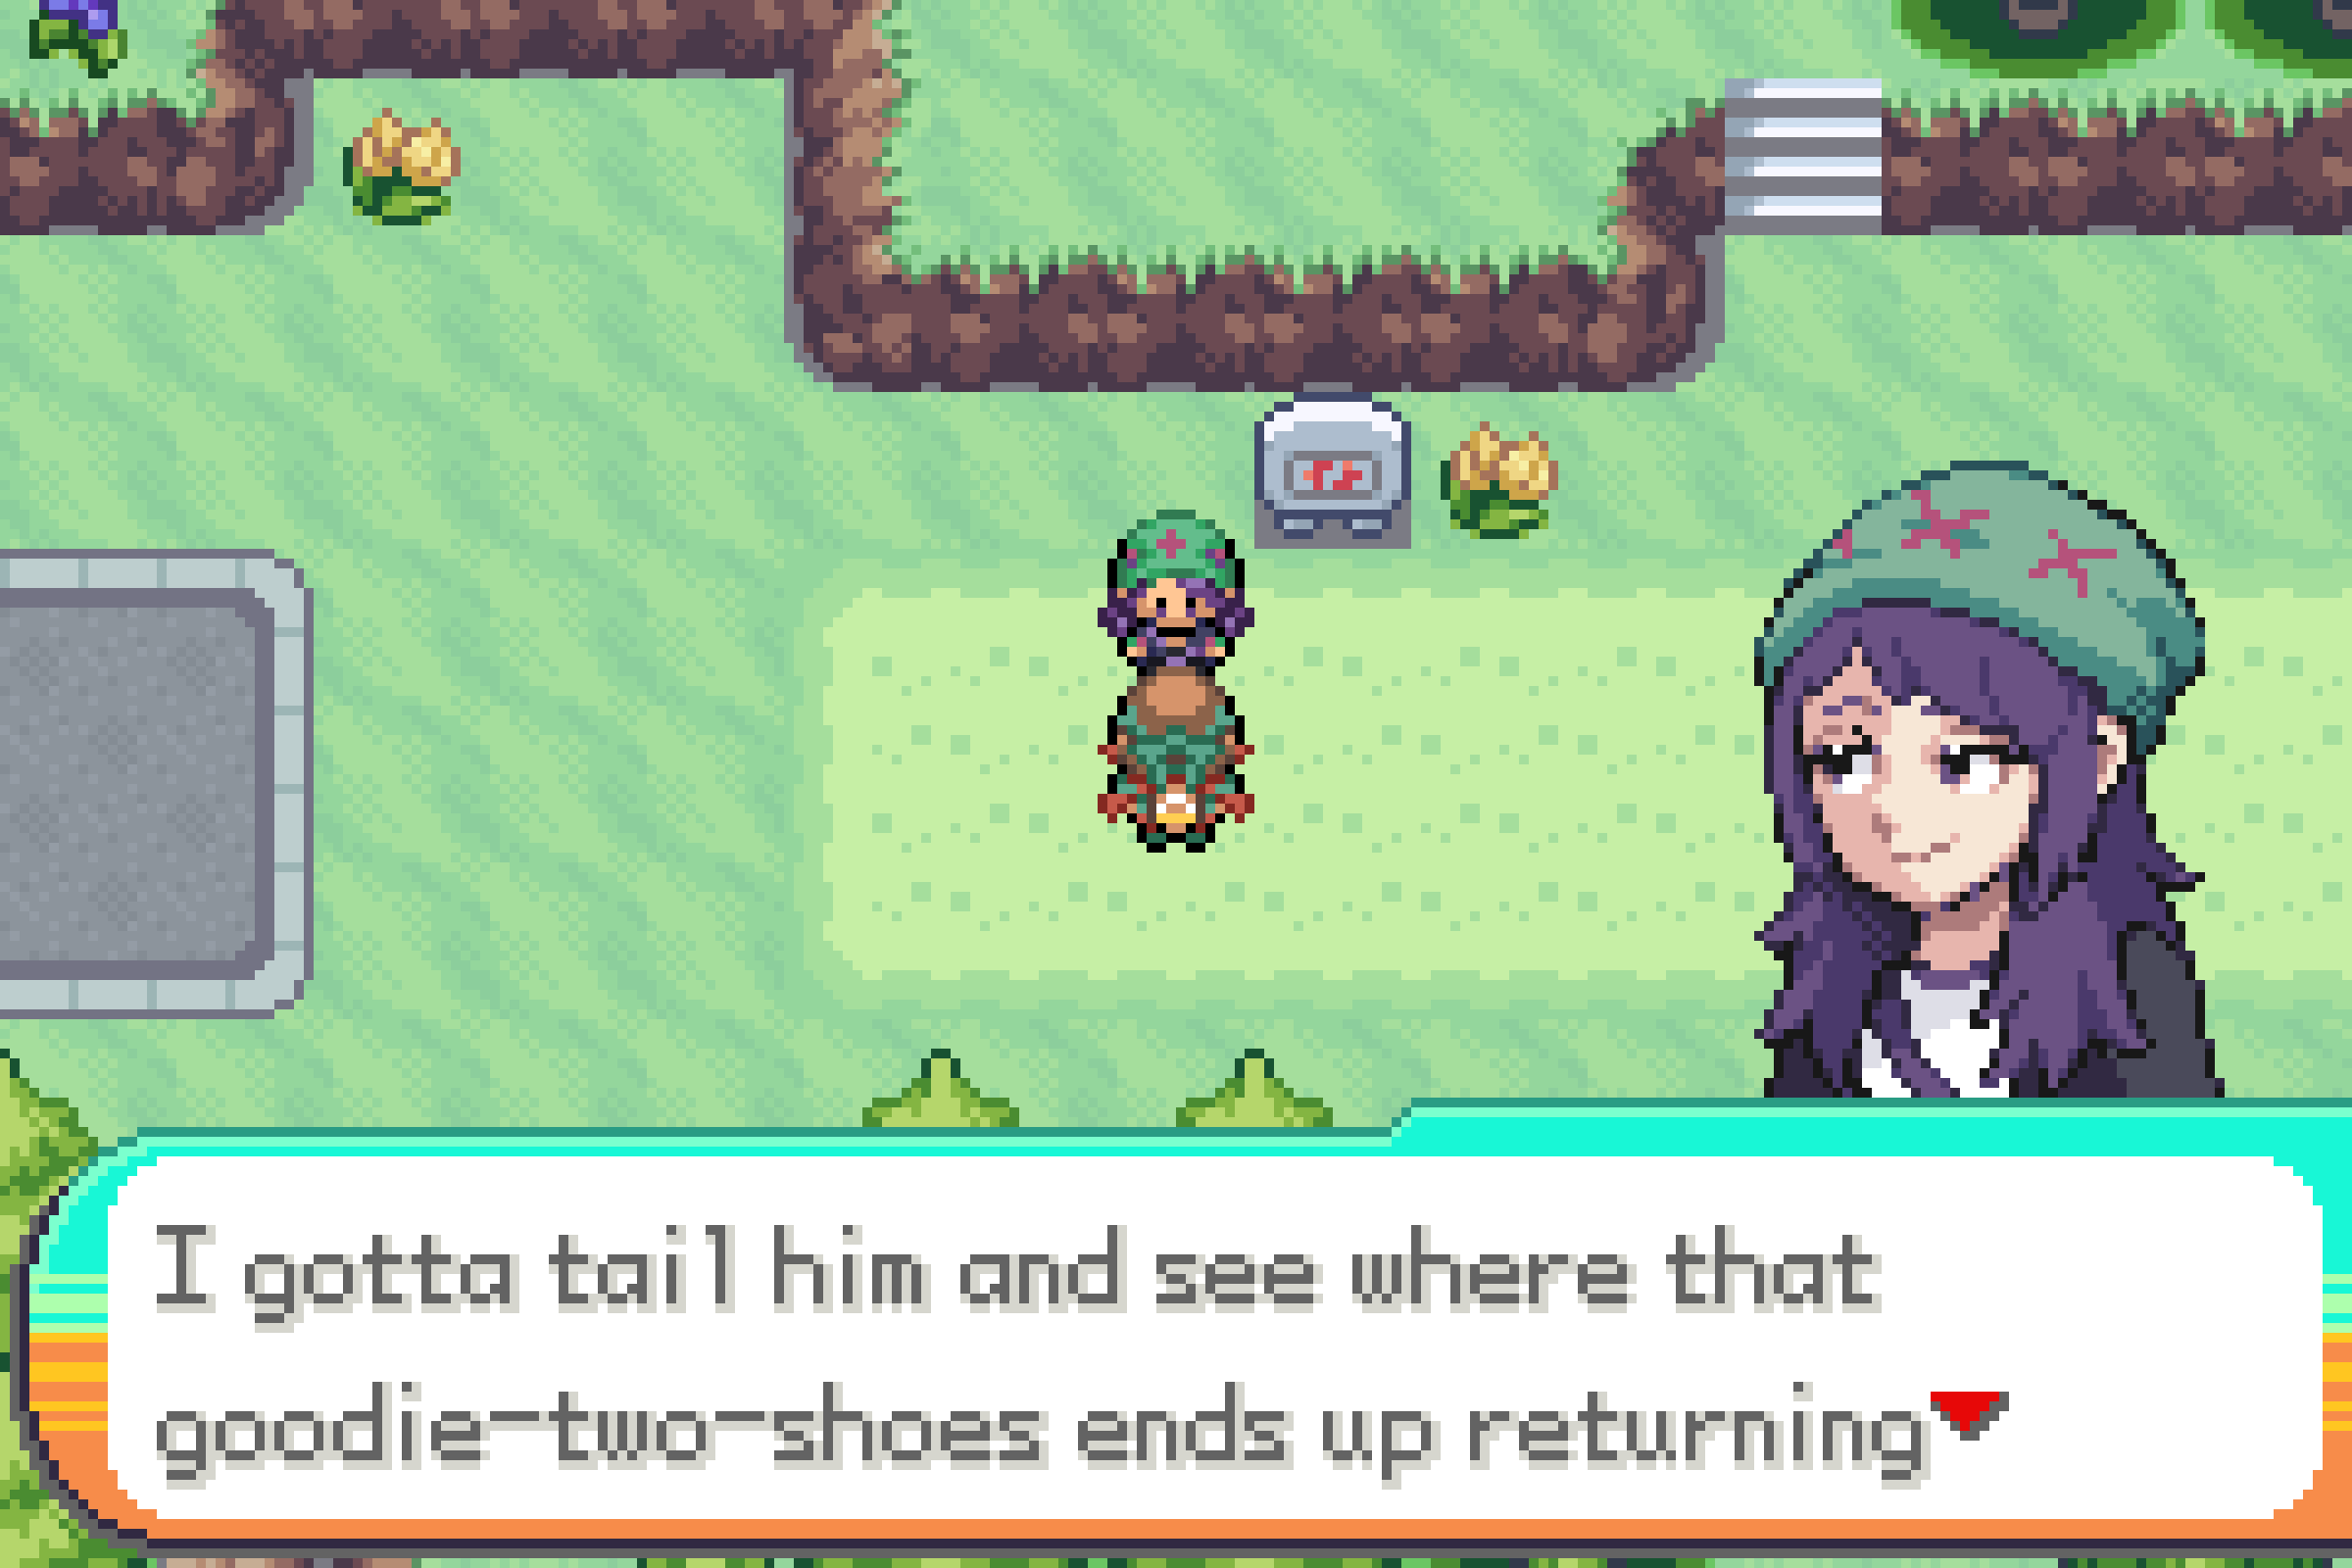 I gotta tail him and see where that
goodie-two-shoes ends up returning